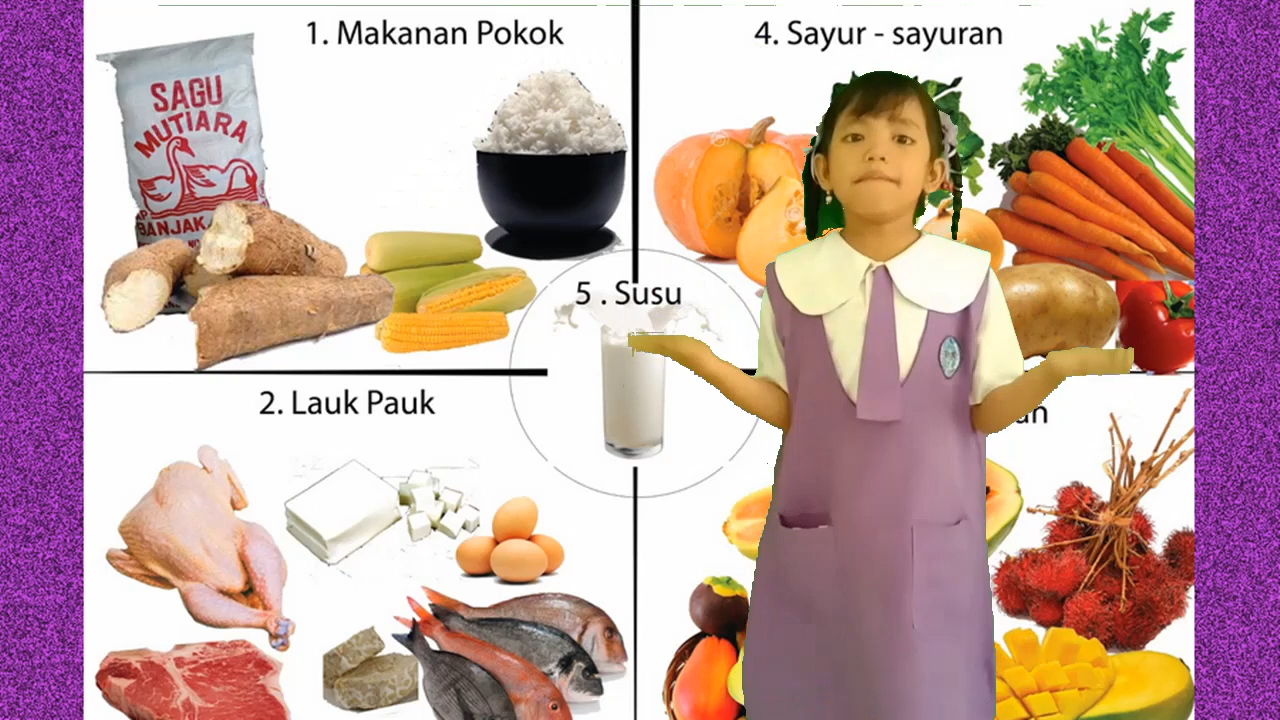 1. Makanan Pokok
SAGU
MUTIARA
BANJAK
4. Sayur - sayuran
5 . Susu
2. Lauk Pauk